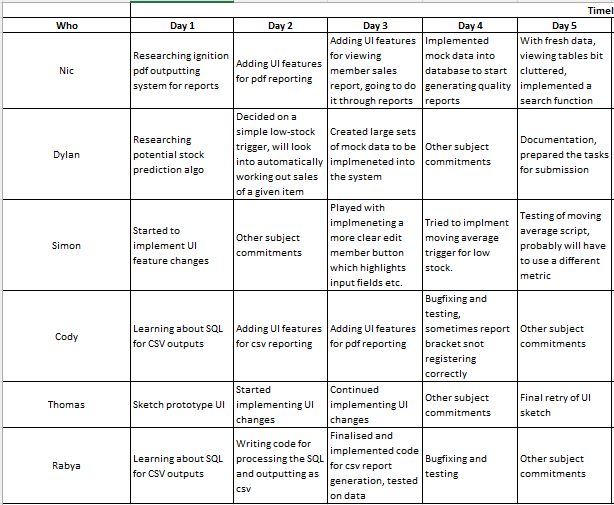 Timel
Who Day 1 Day 2 Day 3 Day 4 Day 5
Nic
Researching ignition
pdf outputting
system for reports
Adding UI features
for pdf reporting
Adding UI features
for viewing
member sales
report, going to do
it through reports
Implemented
mock data into
database to start
generating quality
reports
With fresh data,
viewing tables bit
cluttered,
implemented a
search function
Dylan
Researching
potential stock
prediction algo
Decided on a
simple low-stock
trigger, will look
into automatically
working out sales
of a given item
Created large sets
of mock data to be
implmeneted into
the system
Other subject
commitments
Documentation,
prepared the tasks
for submission
Simon
Started to
implement UI
feature changes
Other subject
commitments
Played with
implmeneting a
more clear edit
member button
which highlights
input fields etc.
Tried to implment
moving average
trigger for low
stock.
Testing of moving
average script,
probably will have
to use a different
metric
Cody
Learning about SQL
for CSV outputs
Adding UI features
for csv reporting
Adding UI features
for pdf reporting
Bugfixing and
testing,
sometimes report
bracket snot
registering
correctly
Other subject
commitments
Thomas
Sketch prototype UI
Started
implementing UI
changes
Continued
implementing UI
changes
Other subject
commitments
Final retry of UI
sketch
Rabya
Learning about SQL
for CSV outputs
Writing code for
processing the SQL
and outputting as
csv
Finalised and
implemented code
for csv report
generation, tested
on data
Bugfixing and
testing
Other subject
commitments